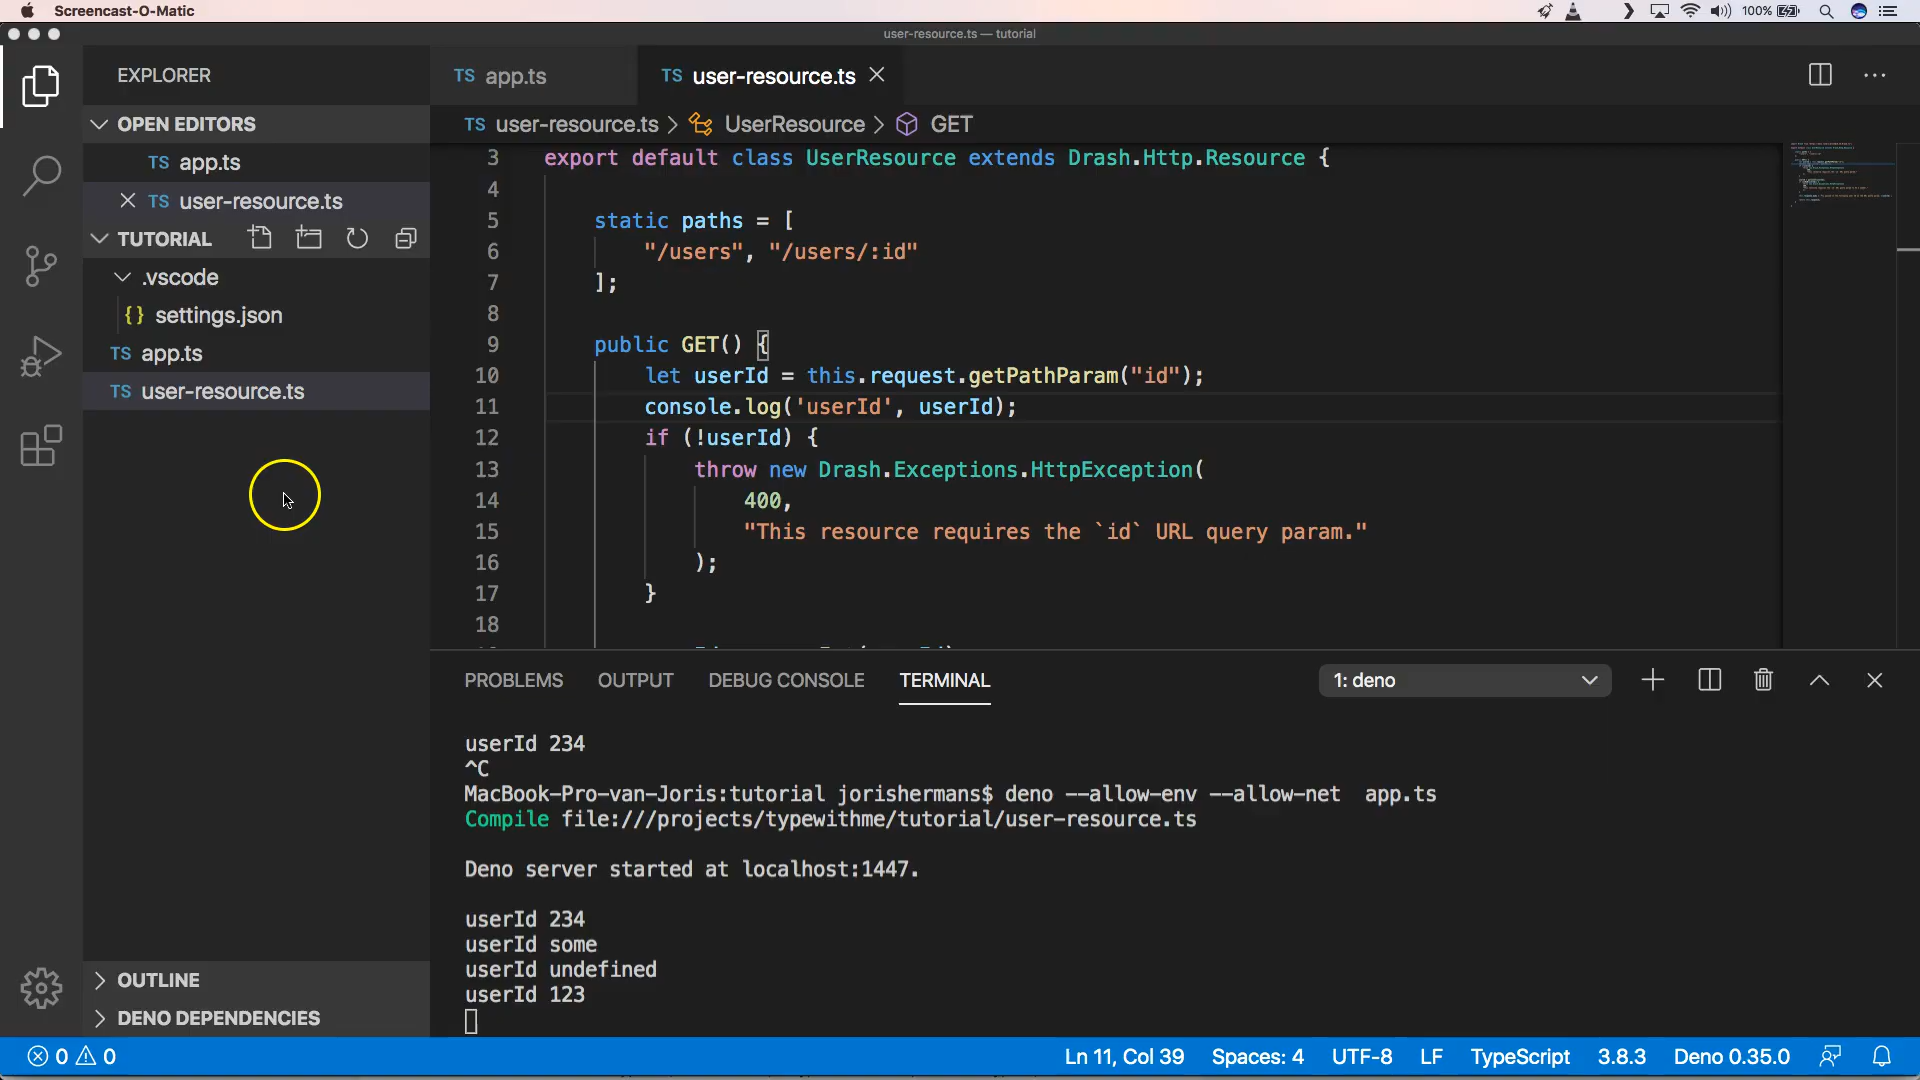 Screencast-O-Matic
100%
user-resource.ts — tutorial
EXPLORER
OPEN EDITORS
TS app.ts
TS user-resource.ts
TUTORIAL
.vscode
{} settings.json
TS app.ts
TS user-resource.ts
OUTLINE
DENO DEPENDENCIES
TS app.ts
TS user-resource.ts
TS user-resource.ts > UserResource > GET
3 export default class UserResource extends Drash.Http.Resource {
4
5 static paths = [
6 "/users", "/users/:id"
7 ];
8
9 public GET() {
10 let userId = this.request.getPathParam("id");
11 console.log('userId', userId);
12 if (!userId) {
13 throw new Drash.Exceptions.HttpException(
14 400,
15 "This resource requires the `id` URL query param."
16 );
17 }
18
PROBLEMS OUTPUT DEBUG CONSOLE TERMINAL
1: deno
userId 234
^C
MacBook-Pro-van-Joris:tutorial jorishermans$ deno --allow-env --allow-net  app.ts
Compile file:///projects/typewithme/tutorial/user-resource.ts
Deno server started at localhost:1447.
userId 234
userId some
userId undefined
userId 123
0 0
Ln 11, Col 39 Spaces: 4 UTF-8 LF TypeScript 3.8.3 Deno 0.35.0